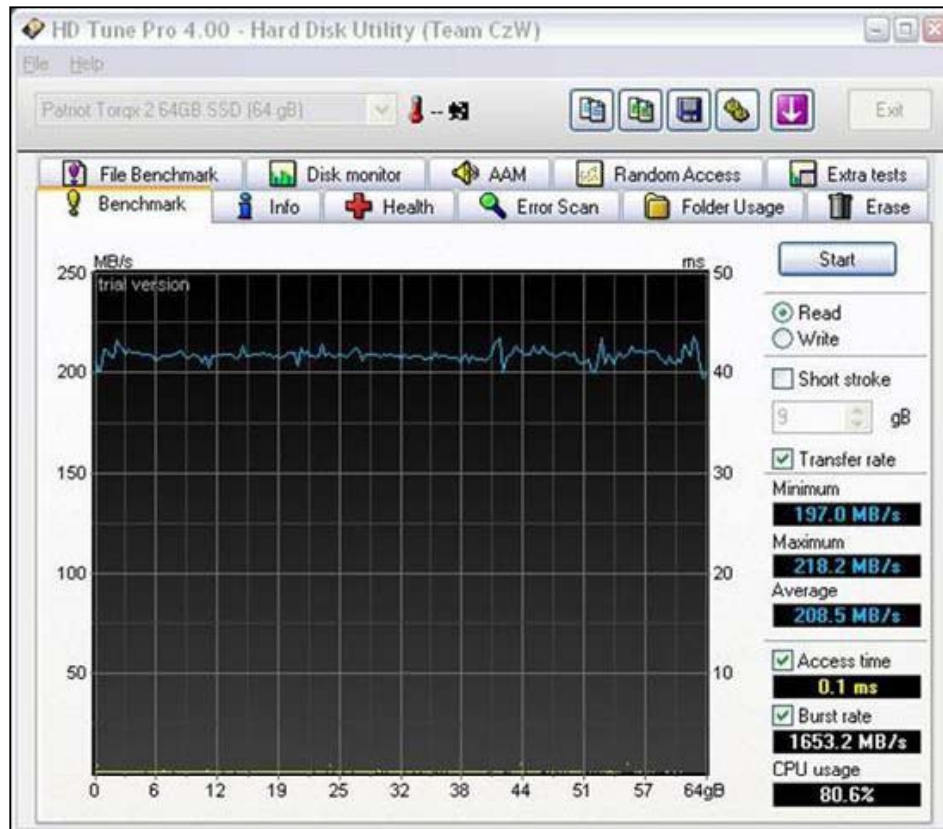 HD Tune Pro 4.00 - Hard Disk Utility (Team CzW)
File Help
Patriot Torqx 2 64GB SSD (64 gB)
-- 
Exit
File Benchmark Disk monitor AAM Random Access Extra tests
Benchmark Info Health Error Scan Folder Usage Erase
MB/s ms
trial version
250
200
150
100
50
50
40
30
20
10
0 6 12 19 25 32 38 44 51 57 64gB
Start
Read
Write
Short stroke
9 gB
Transfer rate
Minimum
197.0 MB/s
Maximum
218.2 MB/s
Average
208.5 MB/s
Access time
0.1 ms
Burst rate
1653.2 MB/s
CPU usage
80.6%